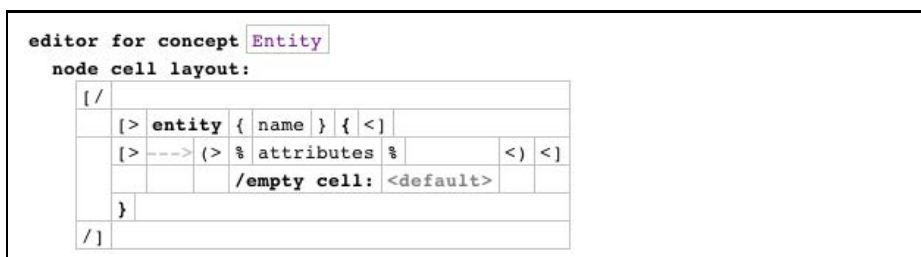 editor for concept Entity
node cell layout:
[/
[> entity { name } { <]
[> ---> (> % attributes % <) <]
/empty cell: <default>
}
/]